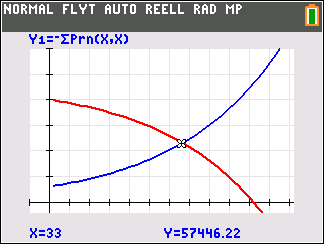 NORMAL FLYT AUTO REELL RAD MP
Y1=⁻ΣPrn(X,X)
X=33 Y=57446.22